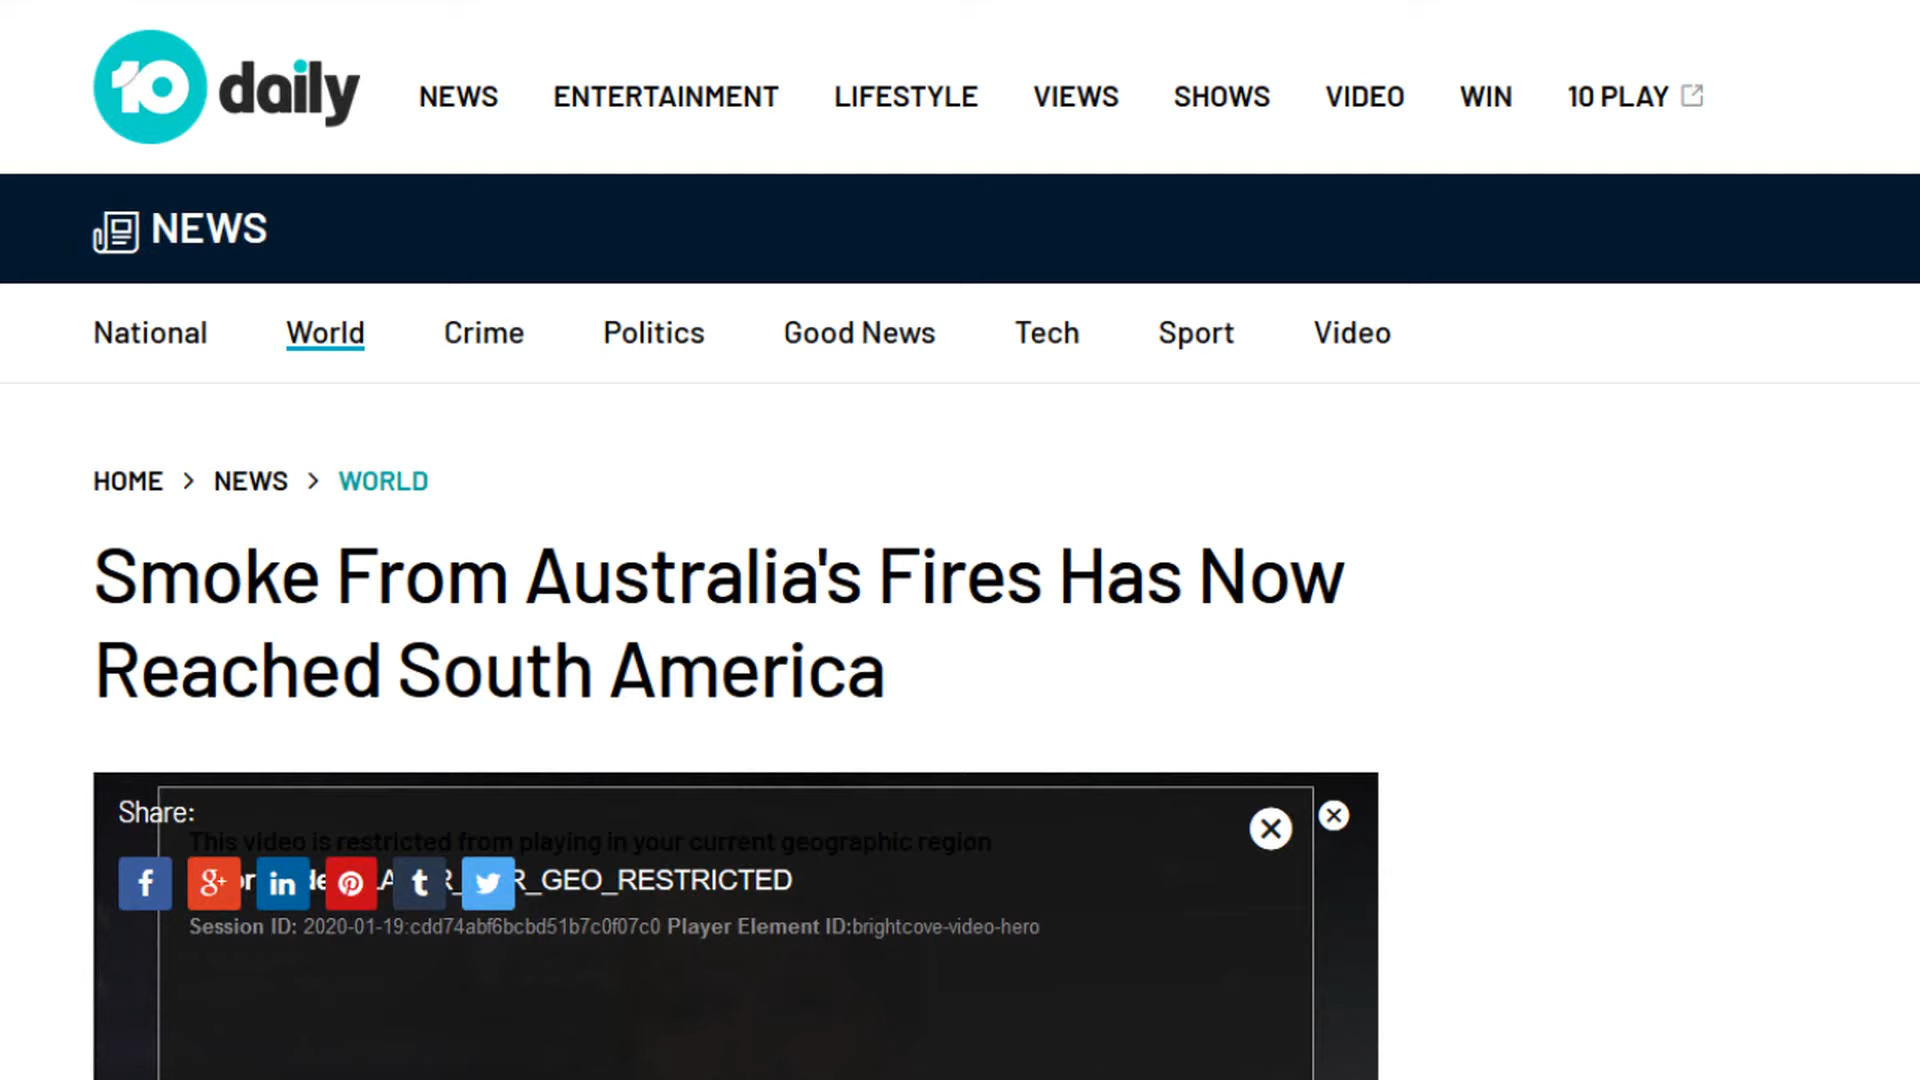 10 daily NEWS ENTERTAINMENT LIFESTYLE VIEWS SHOWS VIDEO WIN 10 PLAY
NEWS
National World Crime Politics Good News Tech Sport Video
HOME > NEWS > WORLD
Smoke From Australia's Fires Has Now
Reached South America
Share:
This video is restricted from playing in your current geographic region
GEO_RESTRICTED
Session ID: 2020-01-19:cdd74abf6bcbd51b7c0f07c0 Player Element ID:brightcove-video-hero